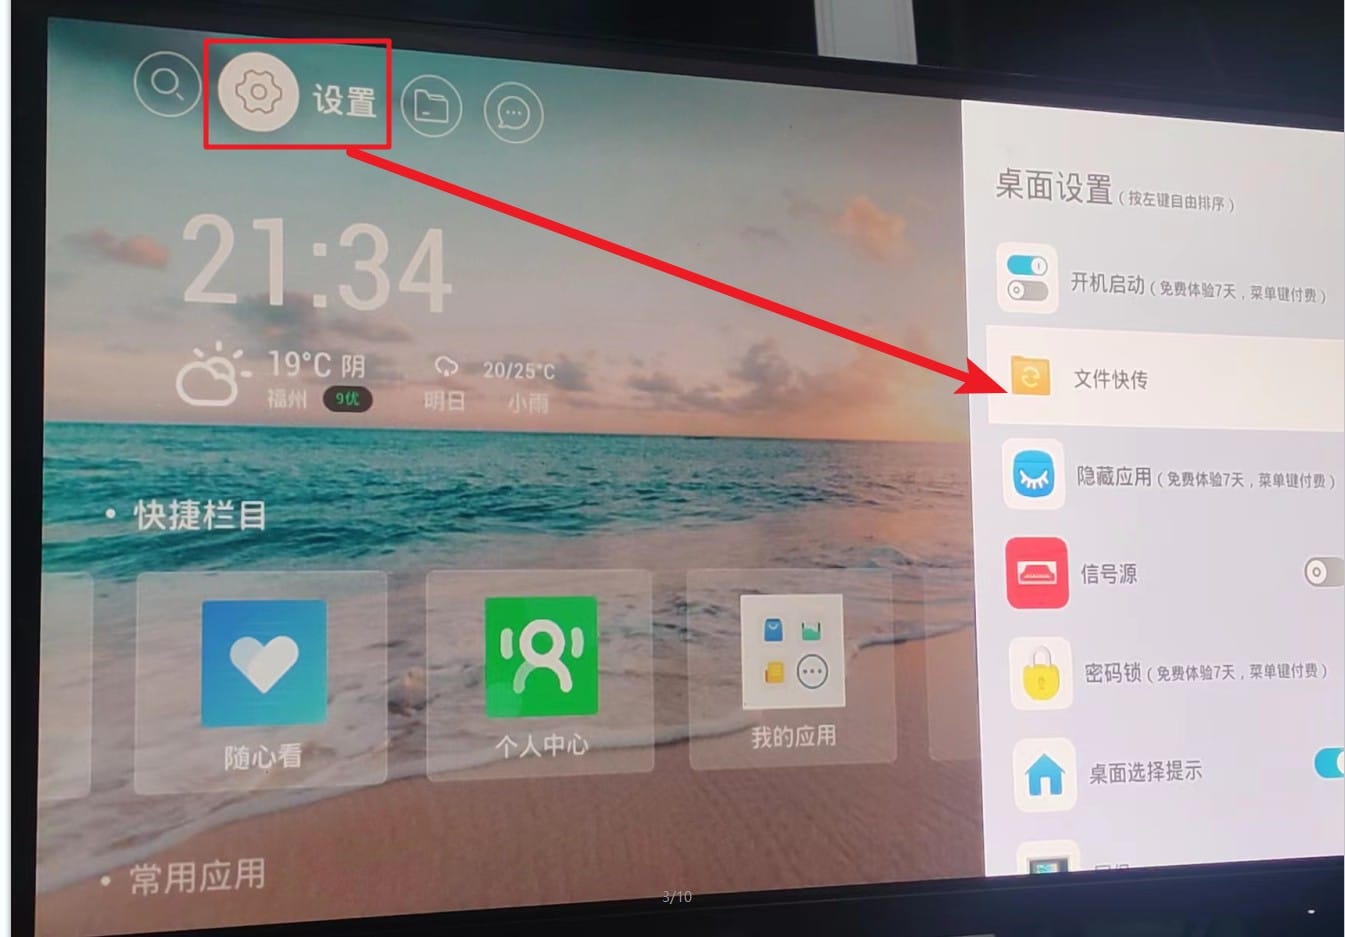 设置
21:34
19°C 阴
福州 9优
20/25°C
明日 小雨
快捷栏目
随心看
个人中心
我的应用
常用应用
3/10
桌面设置(按左键自由排序)
开机启动(免费体验7天,菜单键付费)
文件快传
隐藏应用(免费体验7天,菜单键付费)
信号源
密码锁(免费体验7天,菜单键付费)
桌面选择提示